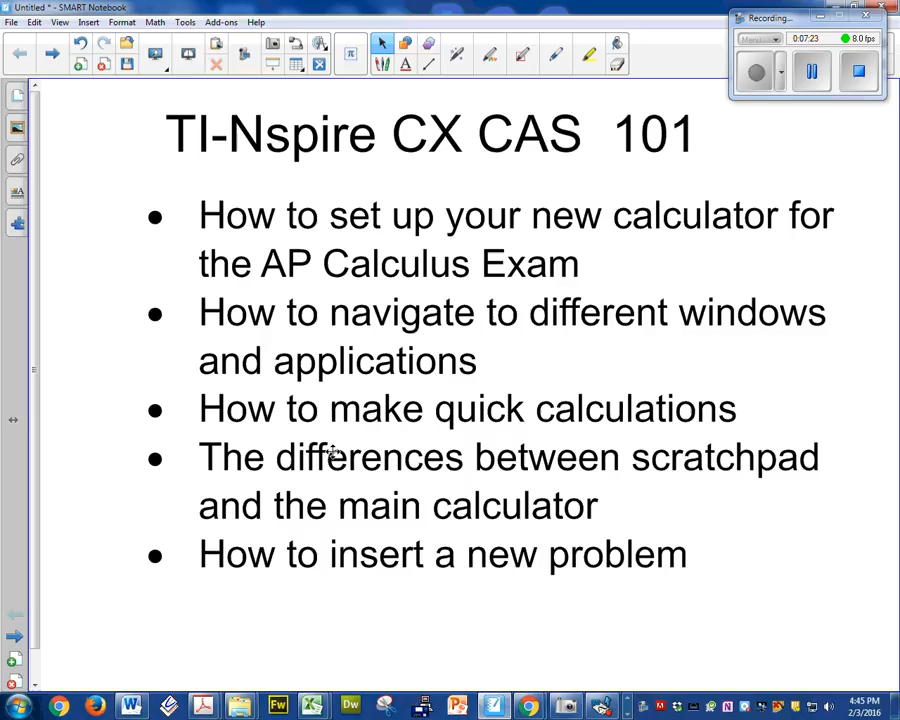 Untitled * - SMART Notebook
File Edit View Insert Format Math Tools Add-ons Help
Recording...
Menu
0:07:23
8.0 fps
TI-Nspire CX CAS 101
• How to set up your new calculator for
the AP Calculus Exam
• How to navigate to different windows
and applications
• How to make quick calculations
• The differences between scratchpad
and the main calculator
• How to insert a new problem
4:45 PM
2/3/2016